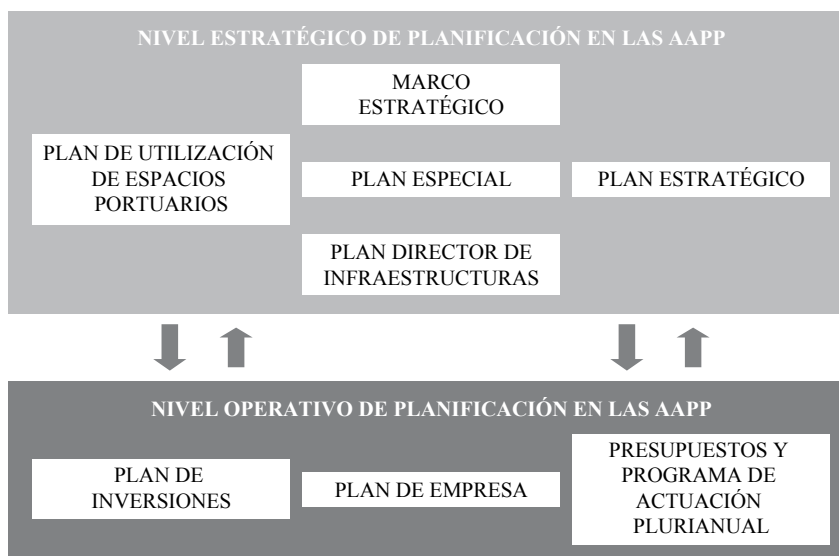 NIVEL ESTRATÉGICO DE PLANIFICACIÓN EN LAS AAPP
MARCO
ESTRATÉGICO
PLAN DE UTILIZACIÓN
DE ESPACIOS
PORTUARIOS
PLAN ESPECIAL
PLAN ESTRATÉGICO
PLAN DIRECTOR DE
INFRAESTRUCTURAS
NIVEL OPERATIVO DE PLANIFICACIÓN EN LAS AAPP
PLAN DE
INVERSIONES
PLAN DE EMPRESA
PRESUPUESTOS Y
PROGRAMA DE
ACTUACIÓN
PLURIANUAL